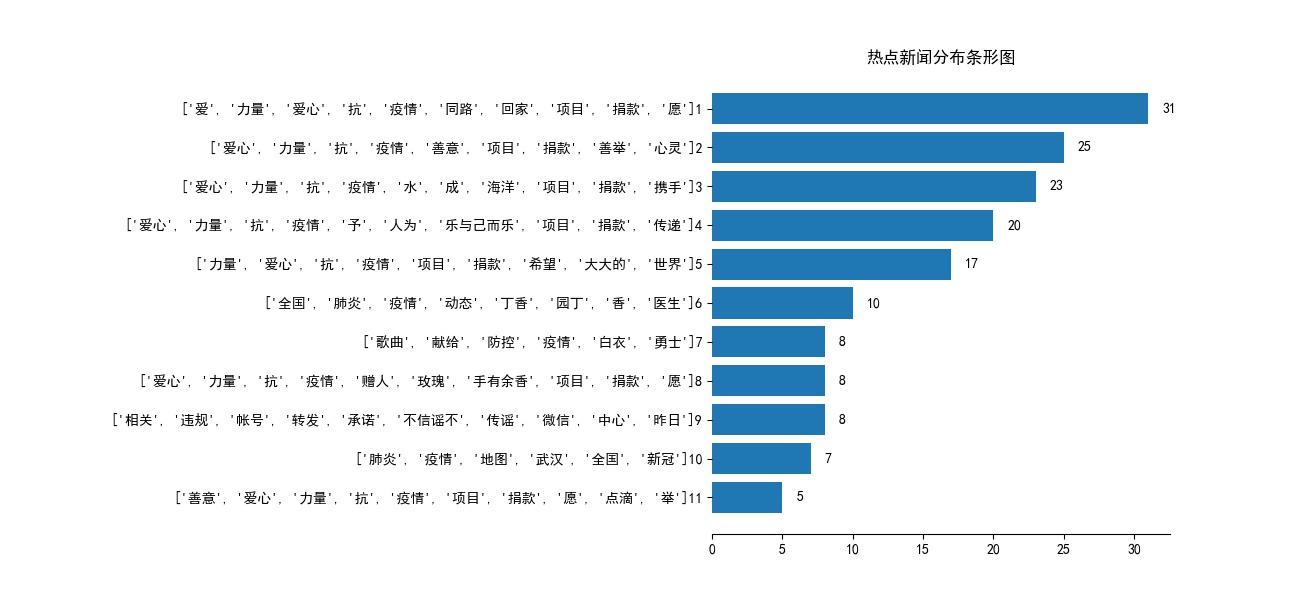 热点新闻分布条形图
['爱', '力量', '爱心', '抗', '疫情', '同路', '回家', '项目', '捐款', '愿']1 31
['爱心', '力量', '抗', '疫情', '善意', '项目', '捐款', '善举', '心灵']2 25
['爱心', '力量', '抗', '疫情', '水', '成', '海洋', '项目', '捐款', '携手']3 23
['爱心', '力量', '抗', '疫情', '予', '人为', '乐与己而乐', '项目', '捐款', '传递']4 20
['力量', '爱心', '抗', '疫情', '项目', '捐款', '希望', '大大的', '世界']5 17
['全国', '肺炎', '疫情', '动态', '丁香', '园丁', '香', '医生']6 10
['歌曲', '献给', '防控', '疫情', '白衣', '勇士']7 8
['爱心', '力量', '抗', '疫情', '赠人', '玫瑰', '手有余香', '项目', '捐款', '愿']8 8
['相关', '违规', '帐号', '转发', '承诺', '不信谣不', '传谣', '微信', '中心', '昨日']9 8
['肺炎', '疫情', '地图', '武汉', '全国', '新冠']10 7
['善意', '爱心', '力量', '抗', '疫情', '项目', '捐款', '愿', '点滴', '举']11 5
0 5 10 15 20 25 30